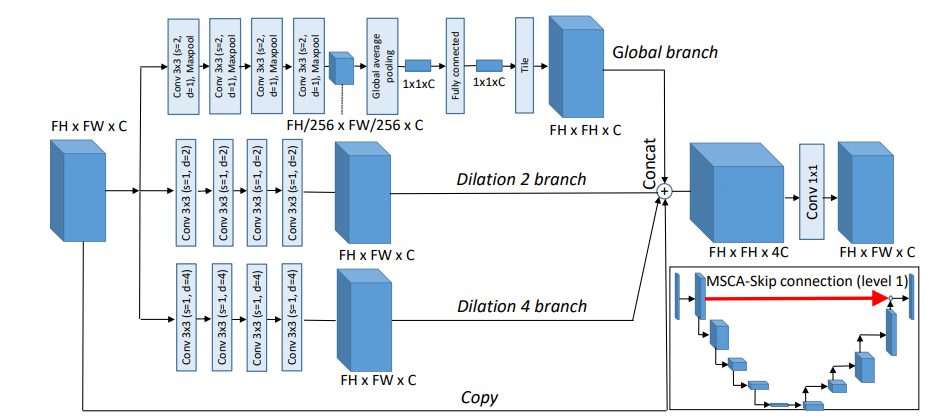 Conv 3x3 (s=2,
d=1), Maxpool
Conv 3x3 (s=2,
d=1), Maxpool
Conv 3x3 (s=2,
d=1), Maxpool
Conv 3x3 (s=2,
d=1), Maxpool
Global average
pooling
1x1xC
Fully connected
1x1xC
Tile
Global branch
FH/256 x FW/256 x C
FH x FH x C
FH x FW x C
Conv 3x3 (s=1, d=2)
Conv 3x3 (s=1, d=2)
Conv 3x3 (s=1, d=2)
Conv 3x3 (s=1, d=2)
Dilation 2 branch
FH x FW x C
Concat
+
Conv 1x1
FH x FH x 4C
FH x FW x C
Conv 3x3 (s=1, d=4)
Conv 3x3 (s=1, d=4)
Conv 3x3 (s=1, d=4)
Conv 3x3 (s=1, d=4)
Dilation 4 branch
FH x FW x C
MSCA-Skip connection (level 1)
Copy